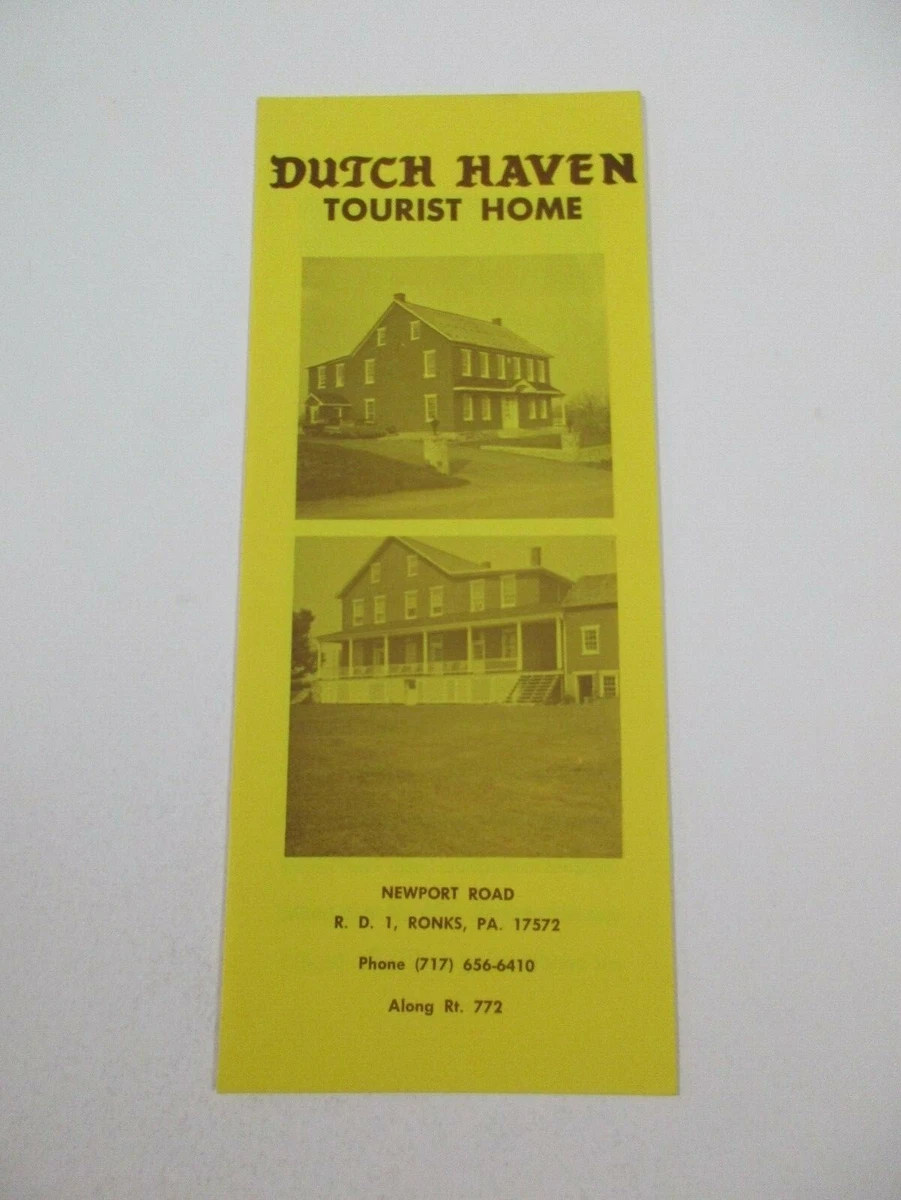 DUTCH HAVEN
TOURIST HOME
NEWPORT ROAD
R. D. 1, RONKS, PA. 17572
Phone (717) 656-6410
Along Rt. 772